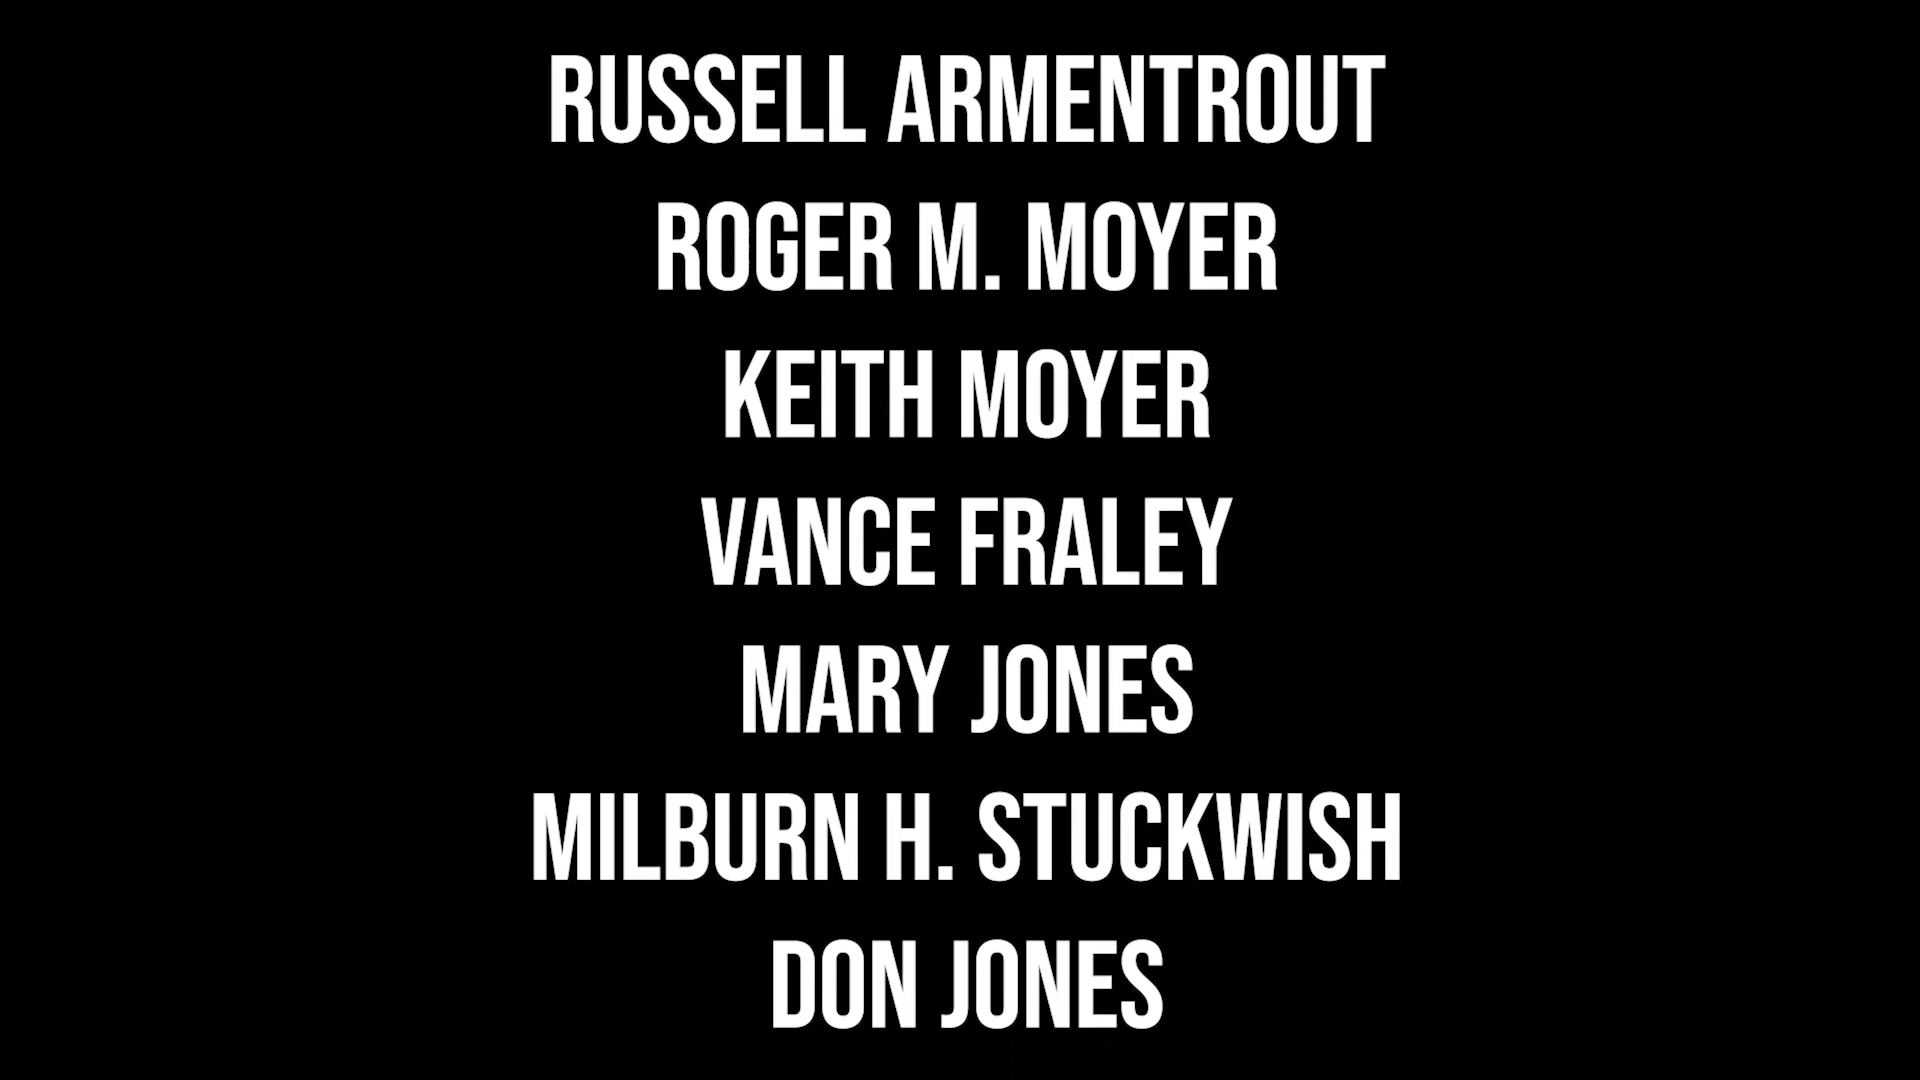 RUSSELL ARMENTROUT
ROGER M. MOYER
KEITH MOYER
VANCE FRALEY
MARY JONES
MILBURN H. STUCKWISH
DON JONES